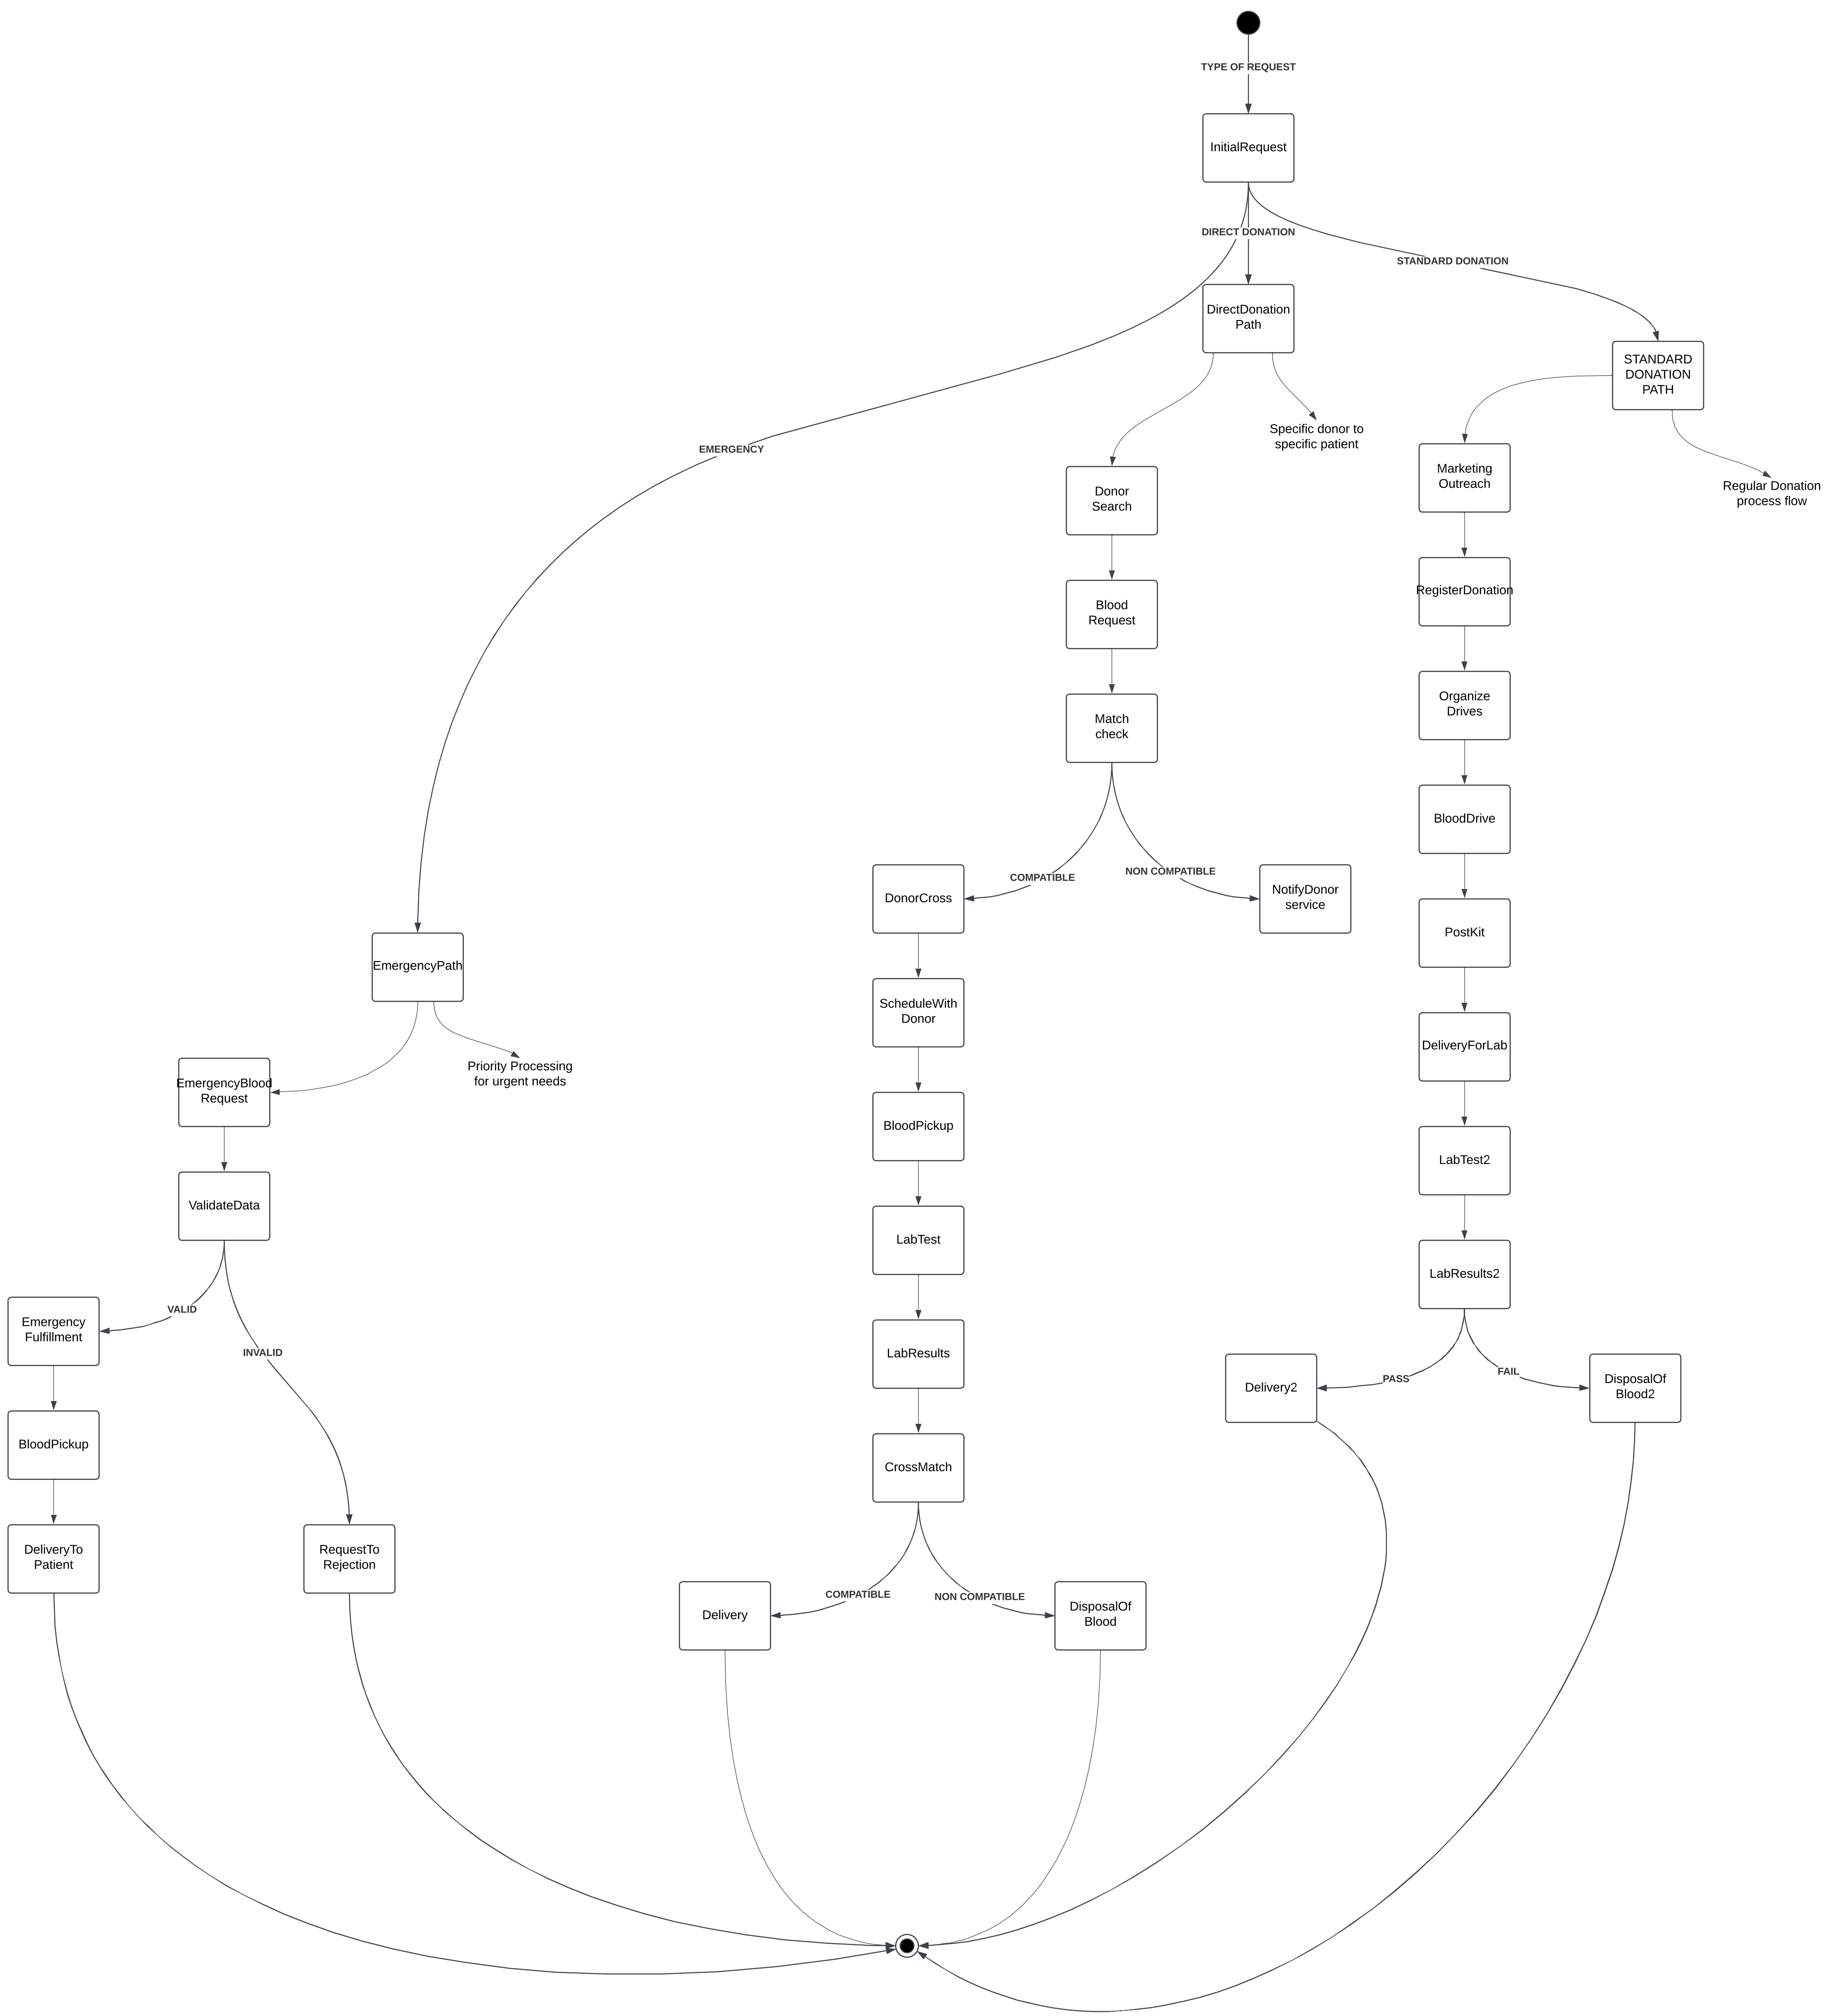 TYPE OF REQUEST
InitialRequest
DIRECT DONATION
STANDARD DONATION
EMERGENCY
DirectDonation
Path
Specific donor to
specific patient
STANDARD
DONATION
PATH
Regular Donation
process flow
Marketing
Outreach
RegisterDonation
Organize
Drives
BloodDrive
PostKit
DeliveryForLab
LabTest2
LabResults2
PASS
FAIL
Delivery2
DisposalOf
Blood2
Donor
Search
Blood
Request
Match
check
COMPATIBLE
NON COMPATIBLE
DonorCross
NotifyDonor
service
ScheduleWith
Donor
BloodPickup
LabTest
LabResults
CrossMatch
COMPATIBLE
NON COMPATIBLE
Delivery
DisposalOf
Blood
EmergencyPath
Priority Processing
for urgent needs
EmergencyBlood
Request
ValidateData
VALID
INVALID
Emergency
Fulfillment
BloodPickup
DeliveryTo
Patient
RequestTo
Rejection